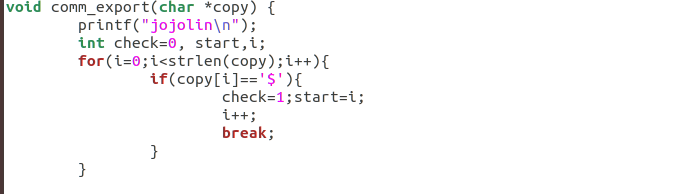 void comm_export(char *copy) {
printf("jojolin\n");
int check=0, start,i;
for(i=0;i<strlen(copy);i++){
if(copy[i]=='$'){
check=1;start=i;
i++;
break;
}
}